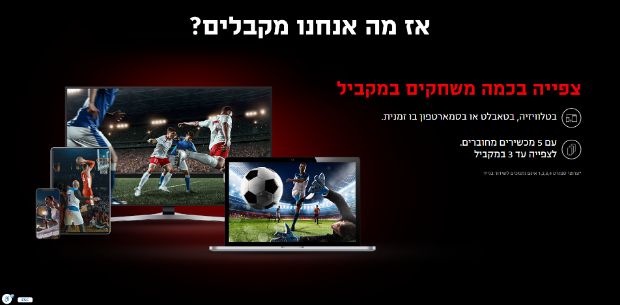 אז מה אנחנו מקבלים?
צפייה בכמה משחקים במקביל
בטלוויזיה, בטאבלט או בסמארטפון בו זמנית.
עם 5 מכשירים מחוברים.
לצפייה עד 3 במקביל